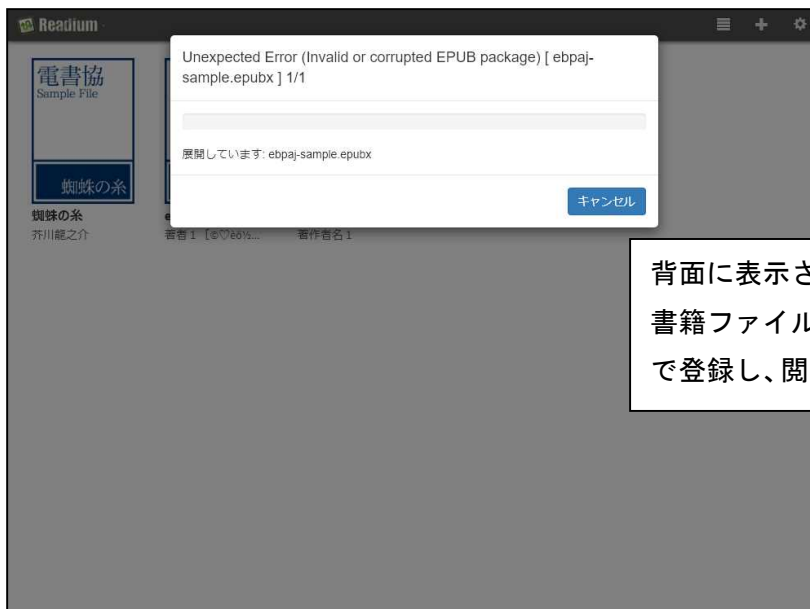 Readium
Unexpected Error (Invalid or corrupted EPUB package) [ ebpaj-
sample.epubx ] 1/1
展開しています: ebpaj-sample.epubx
キャンセル
電書協
Sample File
蜘蛛の糸
蜘蛛の糸
芥川龍之介
e
著者1
著作者名1
背面に表示さ
書籍ファイル
で登録し、閲